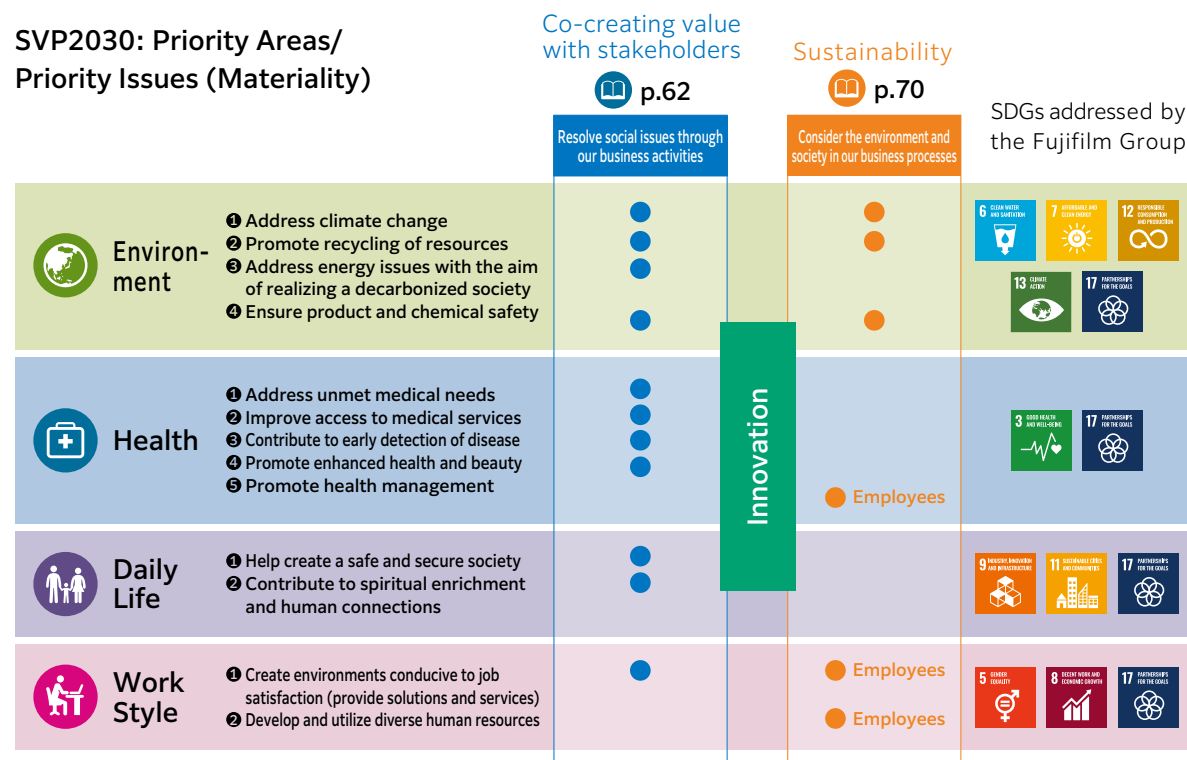 SVP2030: Priority Areas/
Priority Issues (Materiality)
Co-creating value
with stakeholders
p.62
Resolve social issues through
our business activities
Sustainability
p.70
Consider the environment and
society in our business processes
SDGs addressed by
the Fujifilm Group
Environ-
ment
❶ Address climate change
❷ Promote recycling of resources
❸ Address energy issues with the aim
of realizing a decarbonized society
❹ Ensure product and chemical safety
6 CLEAN WATER
AND SANITATION
7 AFFORDABLE AND
CLEAN ENERGY
12 RESPONSIBLE
CONSUMPTION
AND PRODUCTION
13 CLIMATE
ACTION
17 PARTNERSHIPS
FOR THE GOALS
Innovation
Health
❶ Address unmet medical needs
❷ Improve access to medical services
❸ Contribute to early detection of disease
❹ Promote enhanced health and beauty
❺ Promote health management
Employees
3 GOOD HEALTH
AND WELL-BEING
17 PARTNERSHIPS
FOR THE GOALS
Daily
Life
❶ Help create a safe and secure society
❷ Contribute to spiritual enrichment
and human connections
9 INDUSTRY, INNOVATION
AND INFRASTRUCTURE
11 SUSTAINABLE CITIES
AND COMMUNITIES
17 PARTNERSHIPS
FOR THE GOALS
Work
Style
❶ Create environments conducive to job
satisfaction (provide solutions and services)
❷ Develop and utilize diverse human resources
Employees
Employees
5 GENDER
EQUALITY
8 DECENT WORK AND
ECONOMIC GROWTH
17 PARTNERSHIPS
FOR THE GOALS